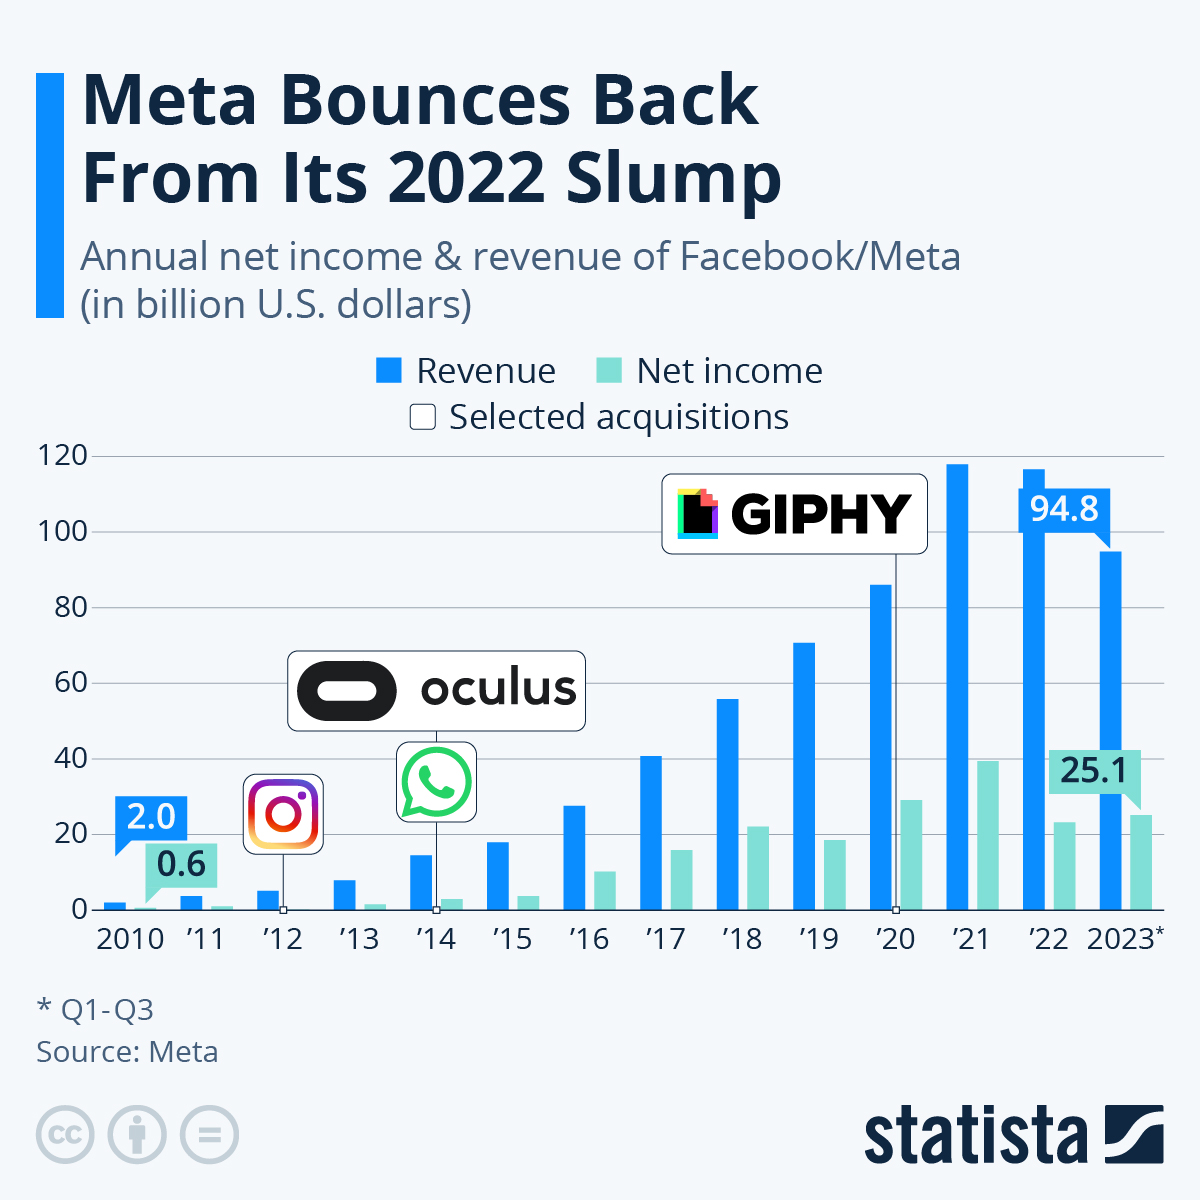 Meta Bounces Back
From Its 2022 Slump
Annual net income & revenue of Facebook/Meta
(in billion U.S. dollars)
Revenue Net income
Selected acquisitions
120
100
80
60
40
20
0
GIPHY
oculus
94.8
25.1
2.0
0.6
2010 ’11 ’12 ’13 ’14 ’15 ’16 ’17 ’18 ’19 ’20 ’21 ’22 2023*
* Q1-Q3
Source: Meta
cc =
statista